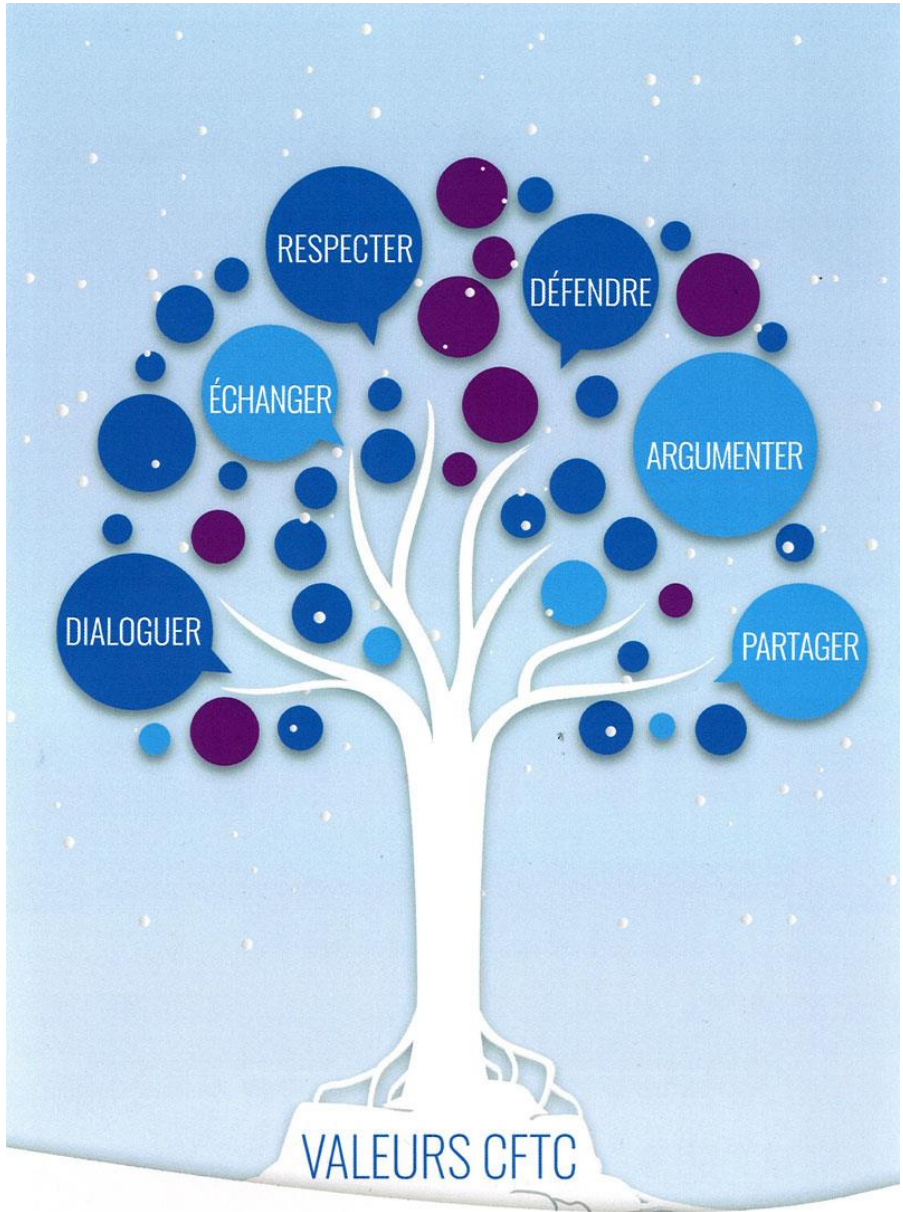 RESPECTER
DÉFENDRE
ÉCHANGER
ARGUMENTER
DIALOGUER
PARTAGER
VALEURS CFTC